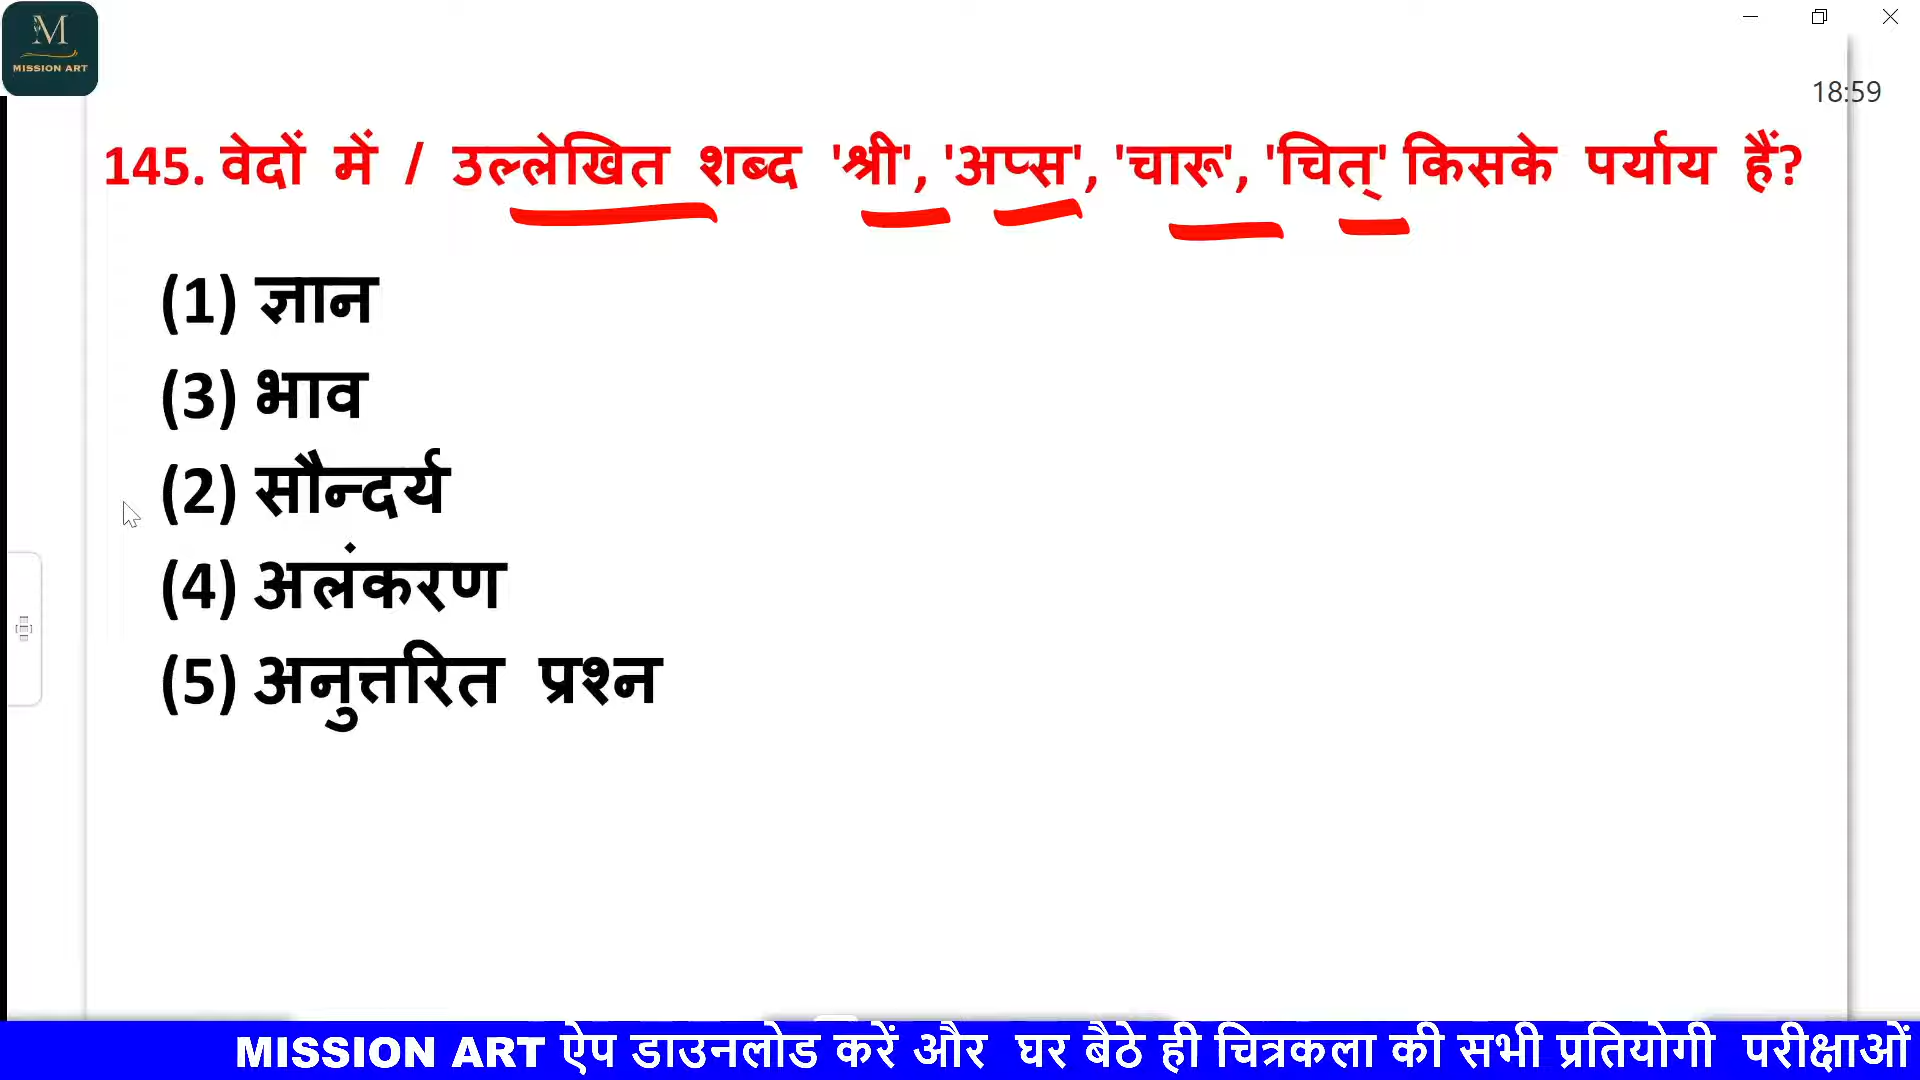 M
MISSION ART
18:59
145. वेदों में / उल्लेखित शब्द 'श्री', 'अप्स', 'चारू', 'चित्' किसके पर्याय हैं?
(1) ज्ञान
(3) भाव
(2) सौन्दर्य
(4) अलंकरण
(5) अनुत्तरित प्रश्न
MISSION ART ऐप डाउनलोड करें और घर बैठे ही चित्रकला की सभी प्रतियोगी परीक्षाओं